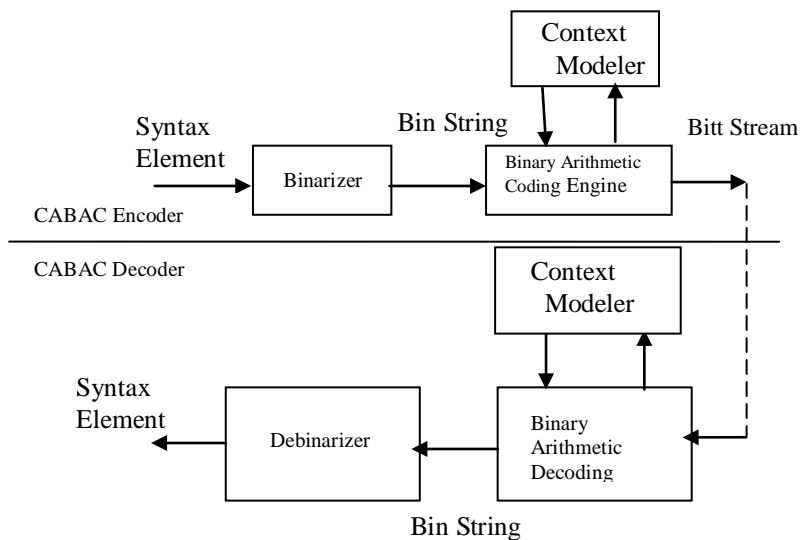 Context
Modeler
Syntax
Element
Bin String
Bitt Stream
Binarizer
Binary Arithmetic
Coding Engine
CABAC Encoder
CABAC Decoder
Context
Modeler
Syntax
Element
Debinarizer
Binary
Arithmetic
Decoding
Bin String